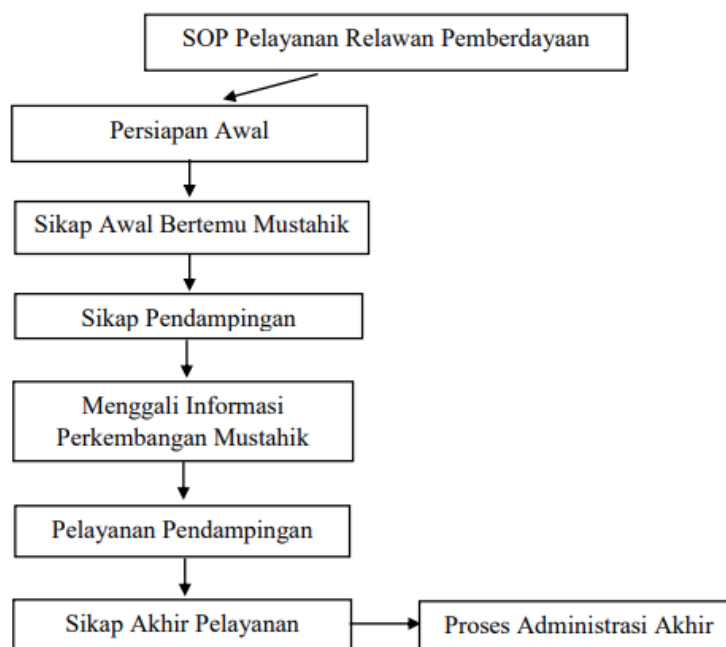 SOP Pelayanan Relawan Pemberdayaan
Persiapan Awal
Sikap Awal Bertemu Mustahik
Sikap Pendampingan
Menggali Informasi
Perkembangan Mustahik
Pelayanan Pendampingan
Sikap Akhir Pelayanan
Proses Administrasi Akhir